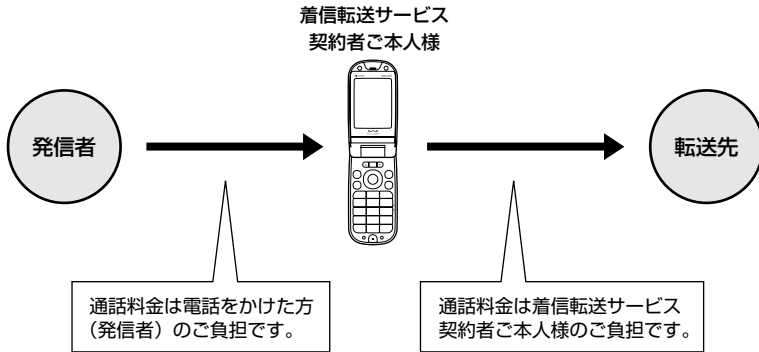 着信転送サービス
契約者ご本人様
発信者
転送先
通話料金は電話をかけた方
（発信者）のご負担です。
通話料金は着信転送サービス
契約者ご本人様のご負担です。